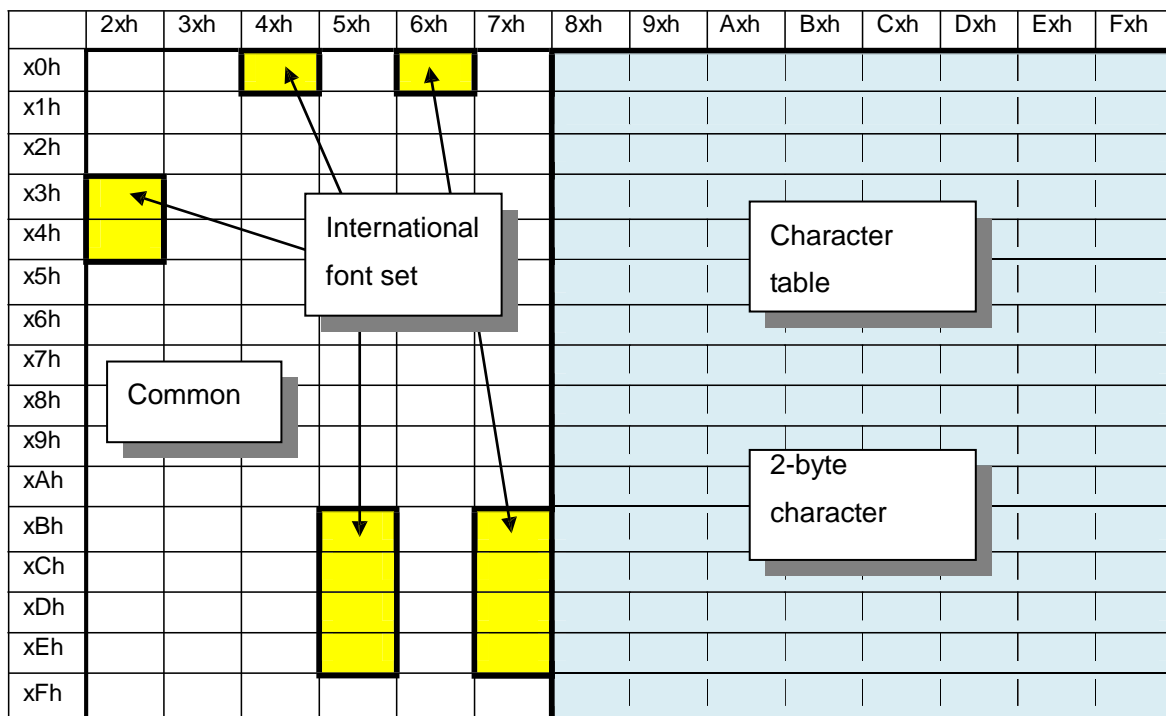 2xh 3xh 4xh 5xh 6xh 7xh 8xh 9xh Axh Bxh Cxh Dxh Exh Fxh
x0h
x1h
x2h
x3h
x4h
x5h
x6h
x7h
x8h
x9h
xAh
xBh
xCh
xDh
xEh
xFh
International
font set
Common
Character
table
2-byte
character